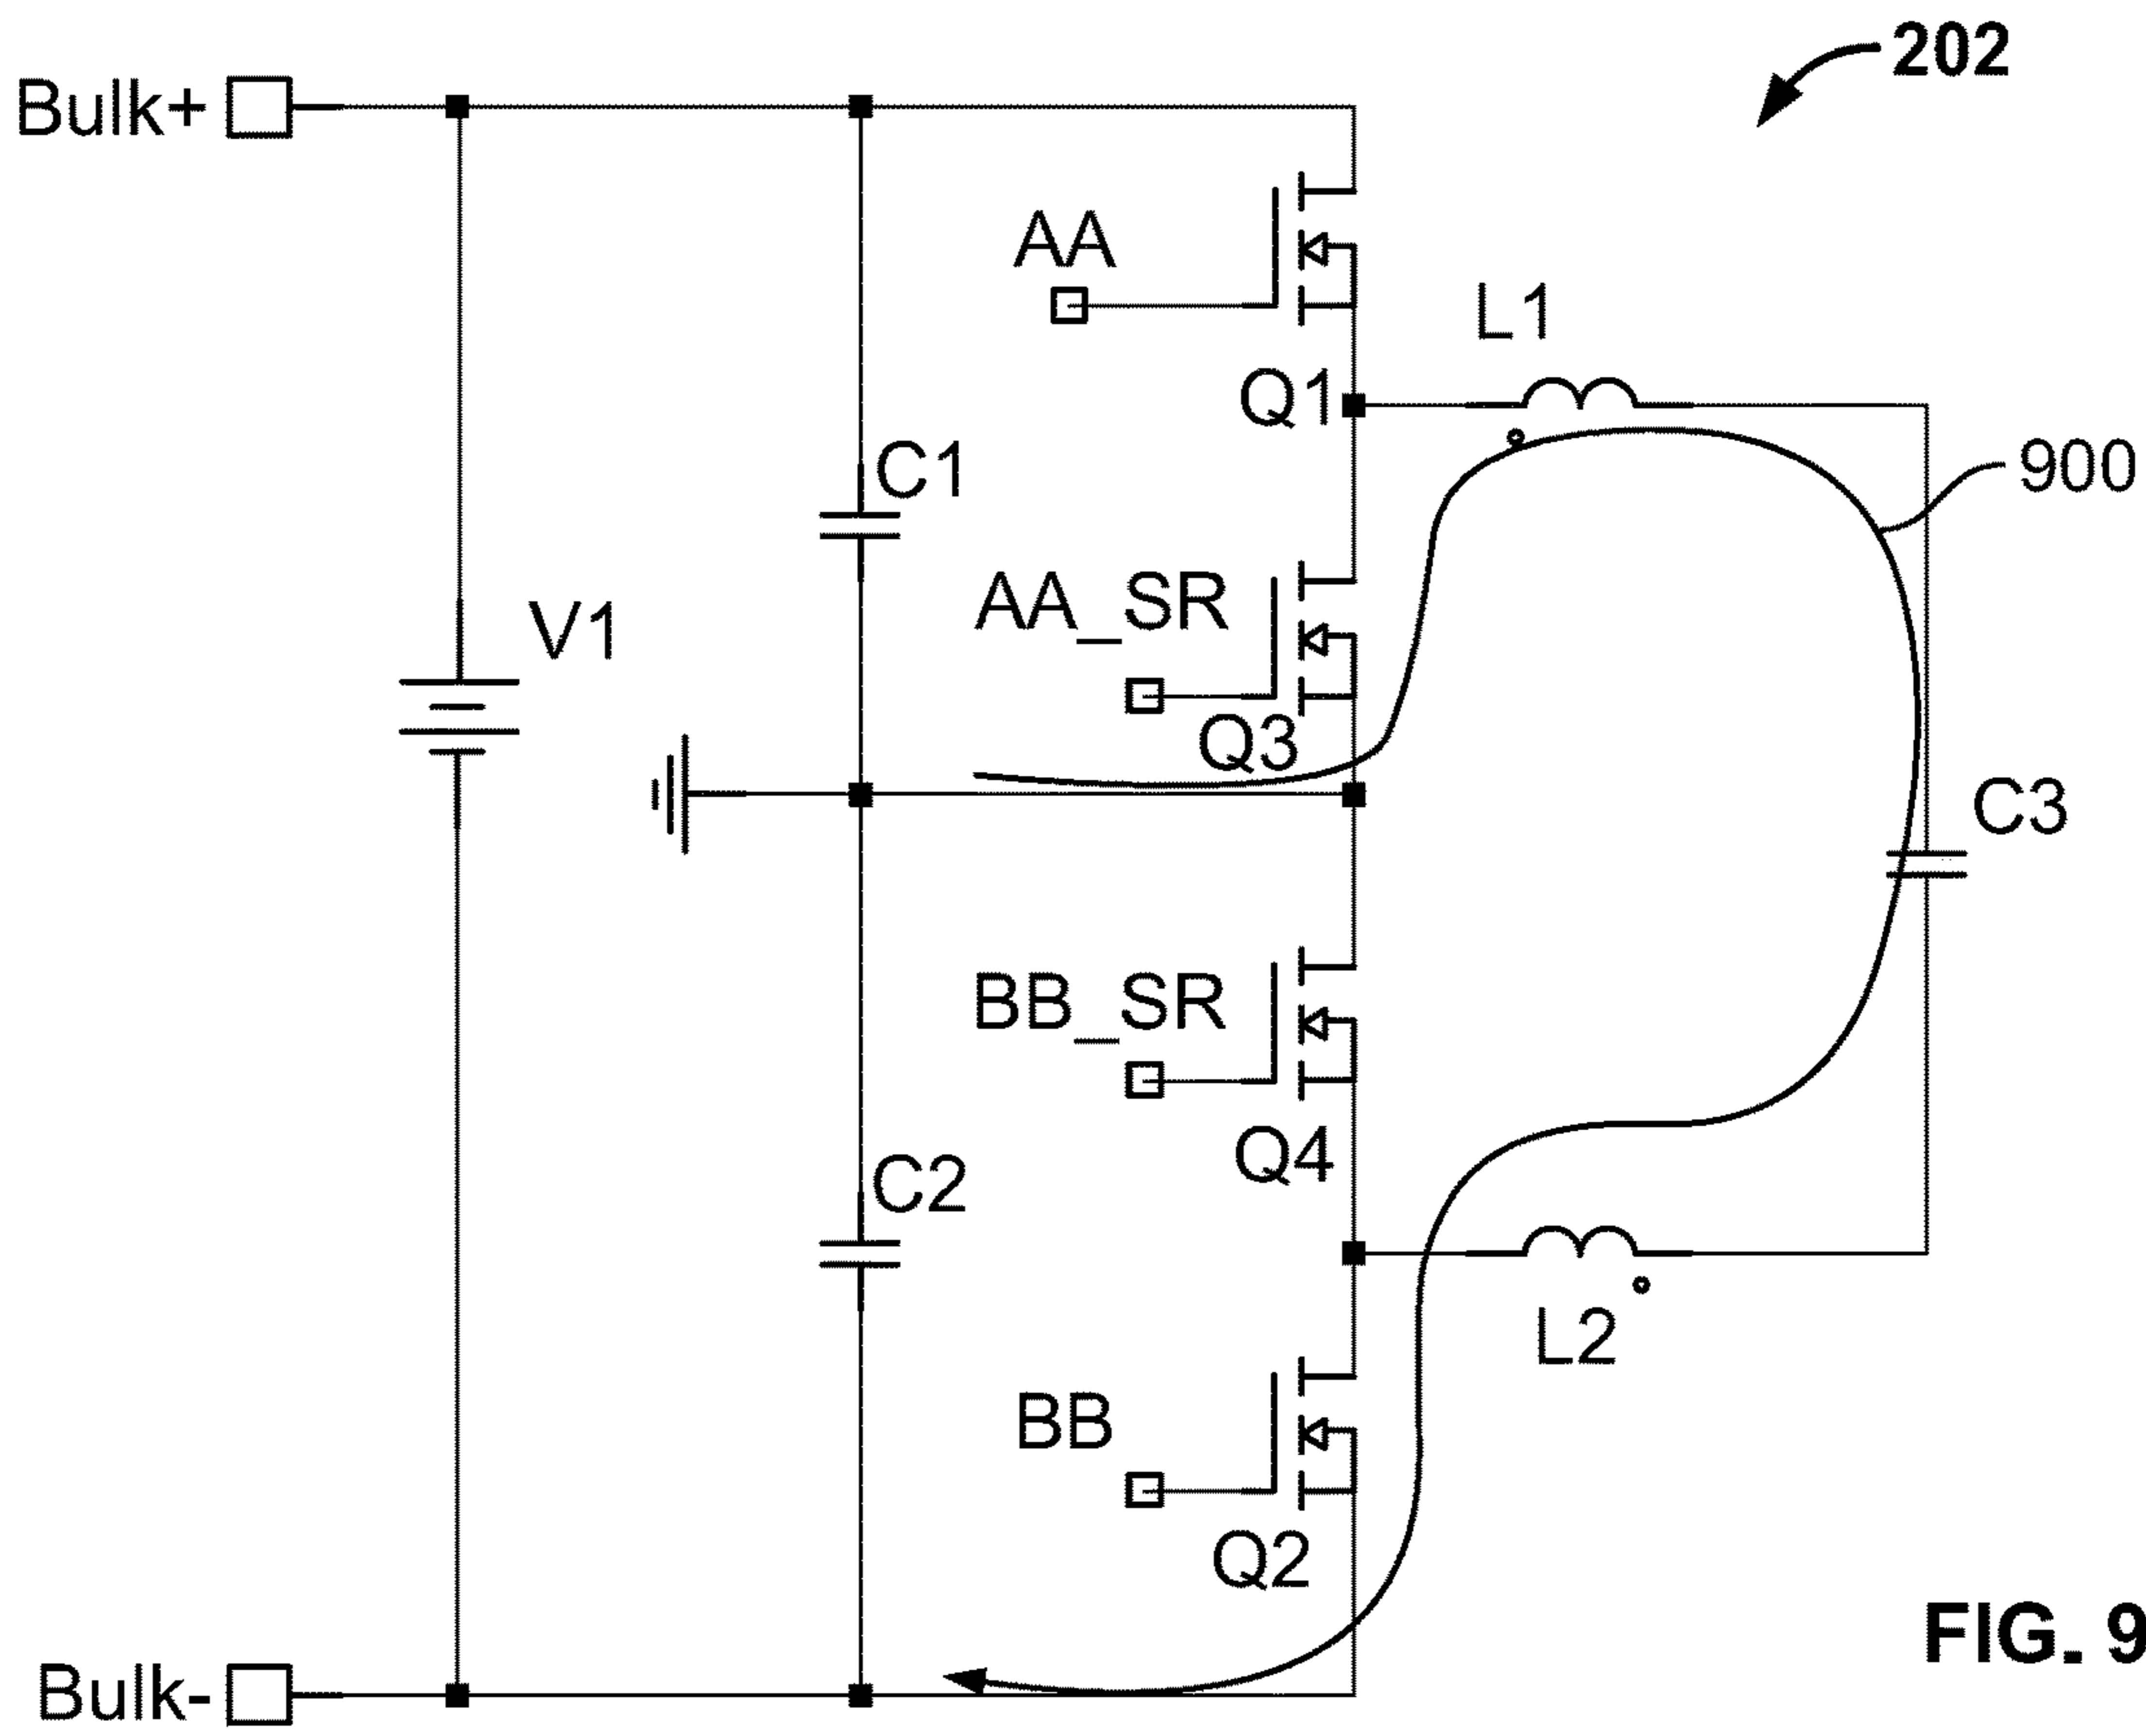 202
Bulk+
AA
L1
Q1
900
C1
AA_SR
V1
Q3
C3
BB_SR
Q4
C2
L2
BB
Q2
FIG. 9
Bulk-